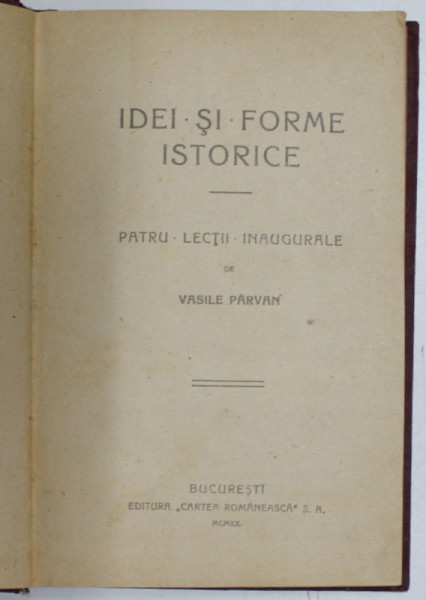 IDEI · ŞI · FORME
ISTORICE
PATRU · LECŢII · INAUGURALE
DE
VASILE PÂRVAN
BUCUREŞTI
EDITURA „CARTEA ROMÂNEASCĂ" S. A.
MCMXX